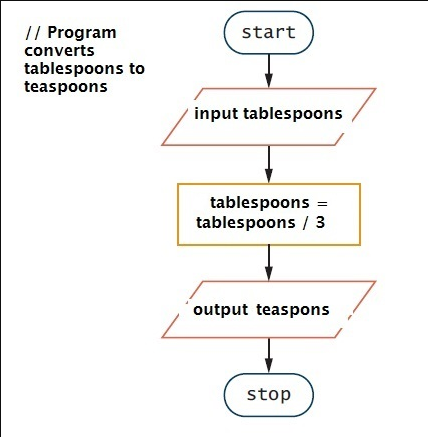 // Program
converts
tablespoons to
teaspoons
start
input tablespoons
tablespoons =
tablespoons / 3
output teaspons
stop